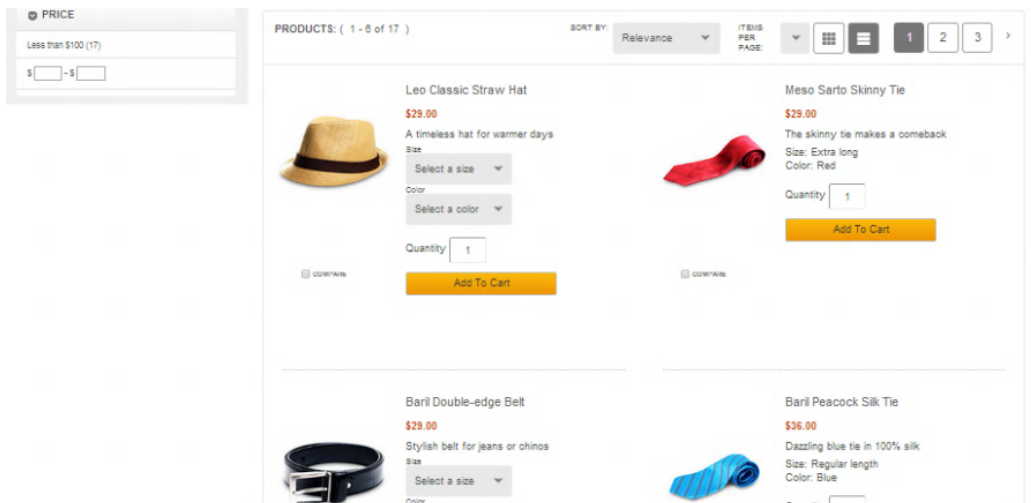 PRICE
Less than $100 (17)
$ - $
PRODUCTS: ( 1 - 6 of 17 )
SORT BY:
Relevance
ITEMS
PER
PAGE:
1 2 3 >
Leo Classic Straw Hat
$29.00
A timeless hat for warmer days
Size
Select a size
Color
Select a color
Quantity 1
Add To Cart
COMPARE
Meso Sarto Skinny Tie
$29.00
The skinny tie makes a comeback
Size: Extra long
Color: Red
Quantity 1
Add To Cart
COMPARE
Baril Double-edge Belt
$29.00
Stylish belt for jeans or chinos
Size
Select a size
Color
Baril Peacock Silk Tie
$36.00
Dazzling blue tie in 100% silk
Size: Regular length
Color: Blue